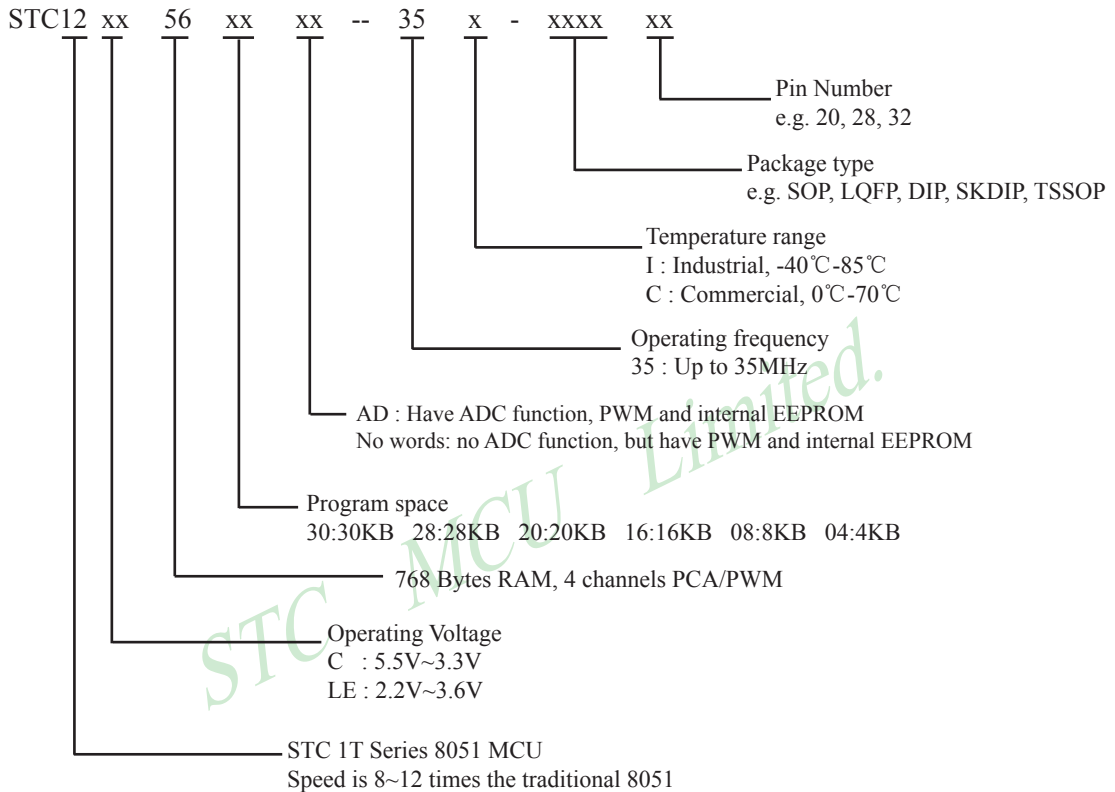 STC12 xx 56 xx xx -- 35 x - xxxx xx
Pin Number
e.g. 20, 28, 32
Package type
e.g. SOP, LQFP, DIP, SKDIP, TSSOP
Temperature range
I : Industrial, -40℃-85℃
C : Commercial, 0℃-70℃
Operating frequency
35 : Up to 35MHz
AD : Have ADC function, PWM and internal EEPROM
No words: no ADC function, but have PWM and internal EEPROM
Program space
30:30KB 28:28KB 20:20KB 16:16KB 08:8KB 04:4KB
768 Bytes RAM, 4 channels PCA/PWM
Operating Voltage
C : 5.5V~3.3V
LE : 2.2V~3.6V
STC 1T Series 8051 MCU
Speed is 8~12 times the traditional 8051
STC MCU Limited.